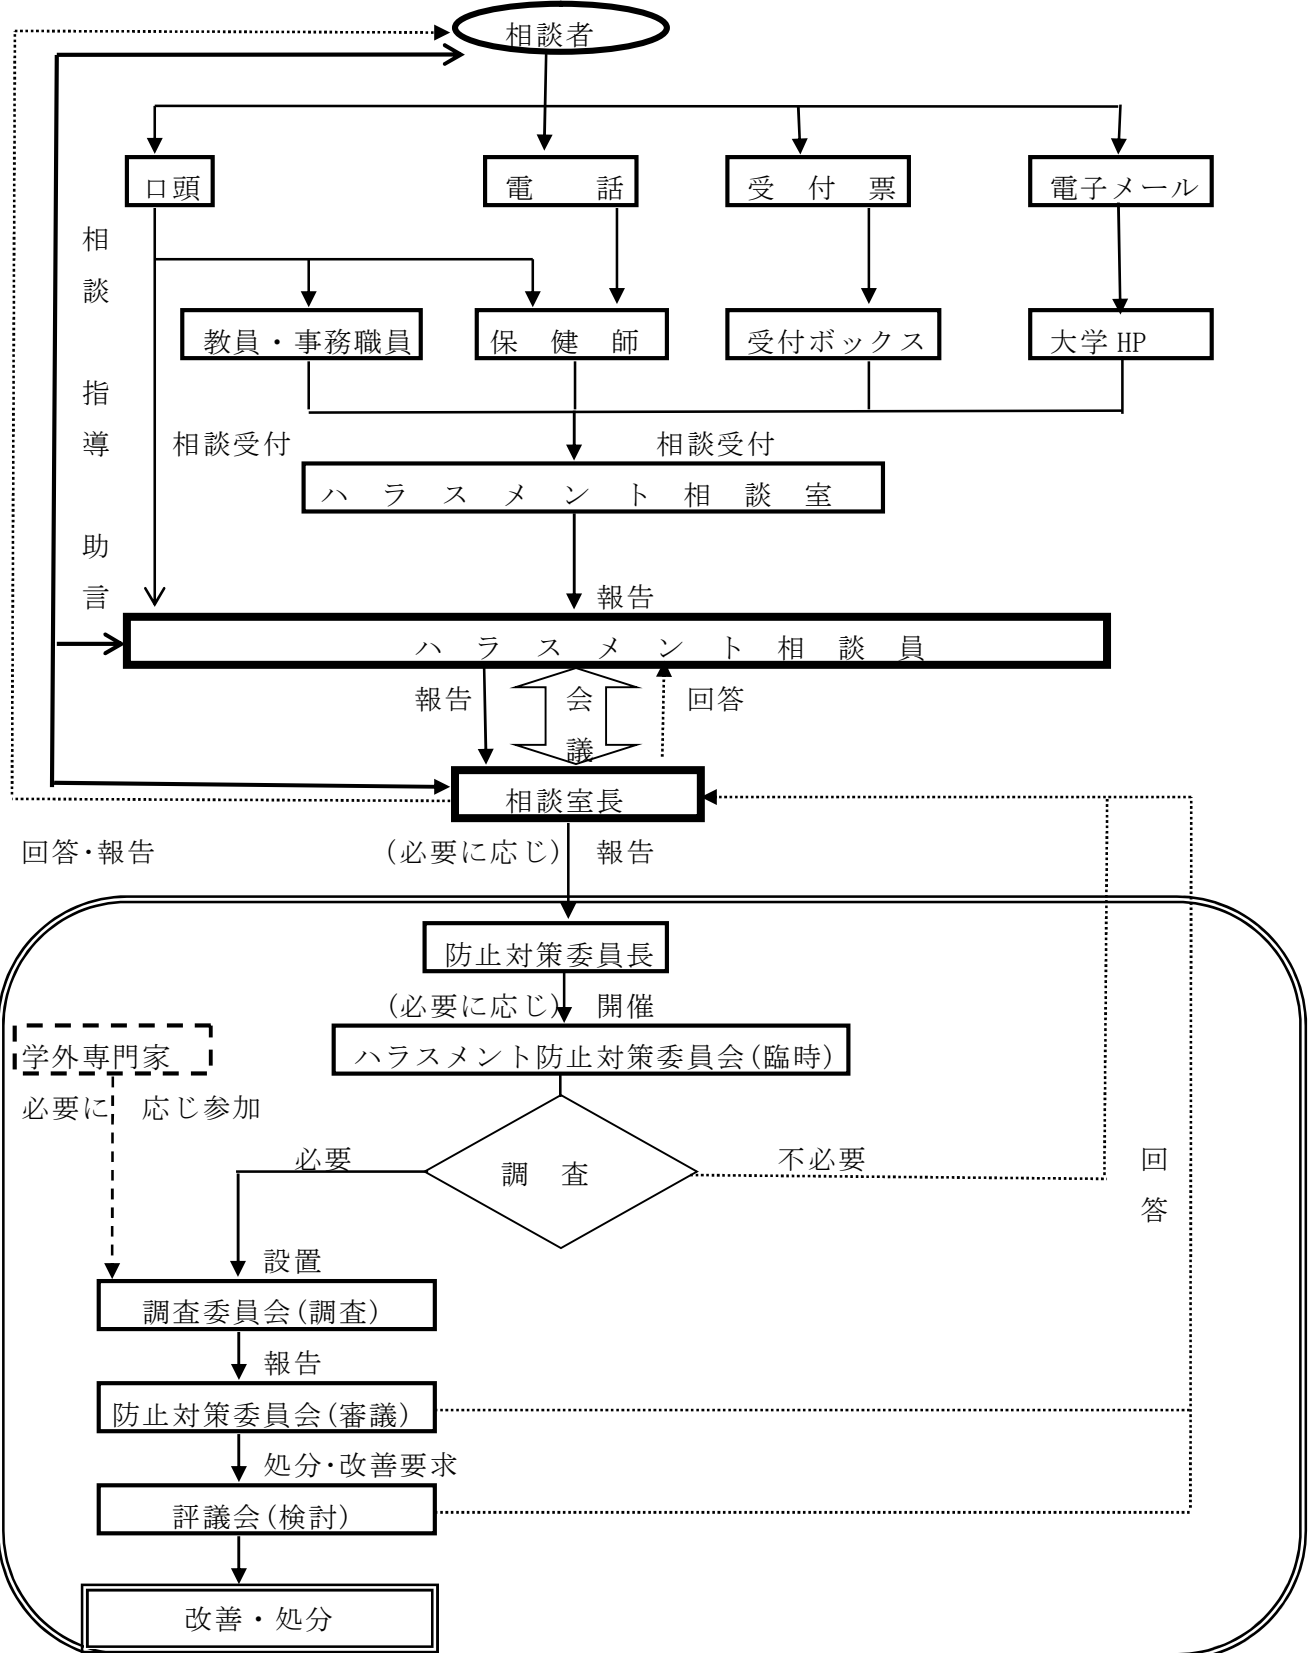 相談者
口頭
電　話
受　付　票
電子メール
相談　指導　助言
教員・事務職員
保　健　師
受付ボックス
大学 HP
相談受付
相談受付
ハ　ラ　ス　メ　ン　ト　相　談　室
報告
ハ　ラ　ス　メ　ン　ト　相　談　員
報告
会議
回答
相談室長
回答・報告
(必要に応じ)　報告
防止対策委員長
(必要に応じ)　開催
学外専門家
ハラスメント防止対策委員会(臨時)
必要に　応じ参加
必要
調　査
不必要
回答
設置
調査委員会(調査)
報告
防止対策委員会(審議)
処分・改善要求
評議会(検討)
改善・処分